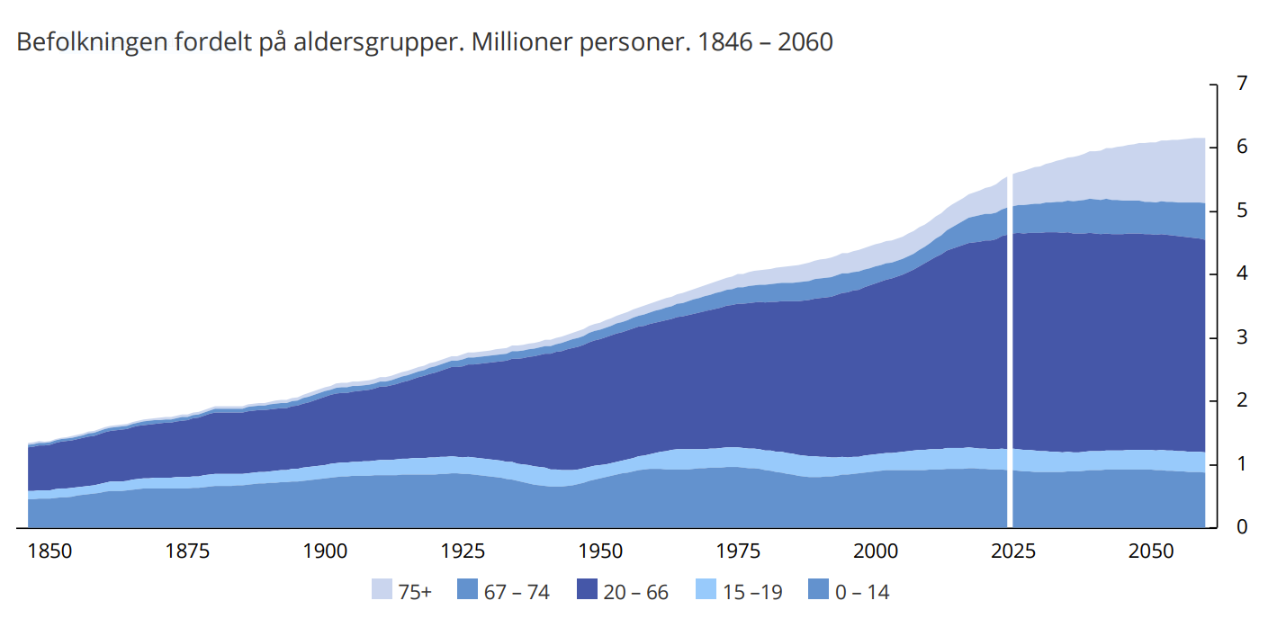 Befolkningen fordelt på aldersgrupper. Millioner personer. 1846 – 2060
7
6
5
4
3
2
1
0
1850 1875 1900 1925 1950 1975 2000 2025 2050
75+ 67 – 74 20 – 66 15 –19 0 – 14